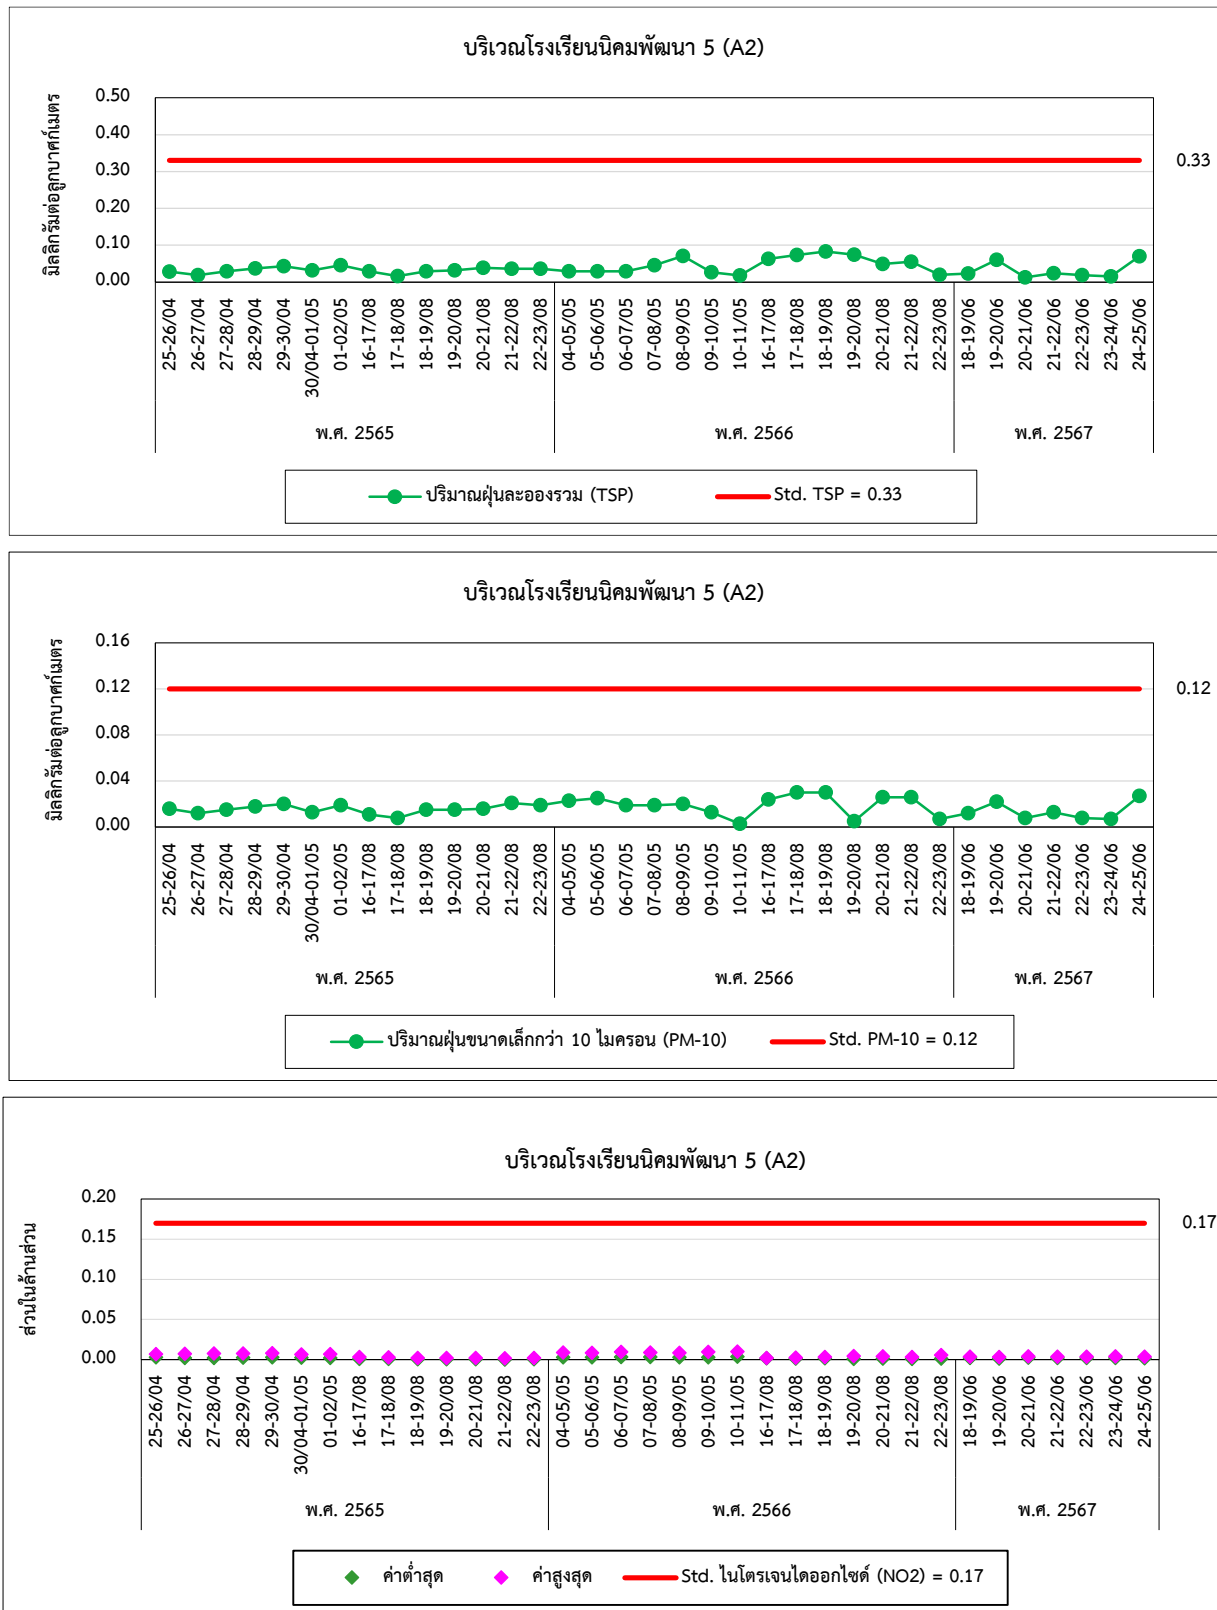 บริเวณโรงเรียนนิคมพัฒนา 5 (A2)
มิลลิกรัมต่อลูกบาศก์เมตร
0.50
0.40
0.30
0.20
0.10
0.00
0.33
25-26/04 26-27/04 27-28/04 28-29/04 29-30/04 30/04-01/05 01-02/05 16-17/08 17-18/08 18-19/08 19-20/08 20-21/08 21-22/08 22-23/08 04-05/05 05-06/05 06-07/05 07-08/05 08-09/05 09-10/05 10-11/05 16-17/08 17-18/08 18-19/08 19-20/08 20-21/08 21-22/08 22-23/08 18-19/06 19-20/06 20-21/06 21-22/06 22-23/06 23-24/06 24-25/06
พ.ศ. 2565 พ.ศ. 2566 พ.ศ. 2567
ปริมาณฝุ่นละอองรวม (TSP) Std. TSP = 0.33
บริเวณโรงเรียนนิคมพัฒนา 5 (A2)
มิลลิกรัมต่อลูกบาศก์เมตร
0.16
0.12
0.08
0.04
0.00
0.12
25-26/04 26-27/04 27-28/04 28-29/04 29-30/04 30/04-01/05 01-02/05 16-17/08 17-18/08 18-19/08 19-20/08 20-21/08 21-22/08 22-23/08 04-05/05 05-06/05 06-07/05 07-08/05 08-09/05 09-10/05 10-11/05 16-17/08 17-18/08 18-19/08 19-20/08 20-21/08 21-22/08 22-23/08 18-19/06 19-20/06 20-21/06 21-22/06 22-23/06 23-24/06 24-25/06
พ.ศ. 2565 พ.ศ. 2566 พ.ศ. 2567
ปริมาณฝุ่นขนาดเล็กกว่า 10 ไมครอน (PM-10) Std. PM-10 = 0.12
บริเวณโรงเรียนนิคมพัฒนา 5 (A2)
ส่วนในล้านส่วน
0.20
0.15
0.10
0.05
0.00
0.17
25-26/04 26-27/04 27-28/04 28-29/04 29-30/04 30/04-01/05 01-02/05 16-17/08 17-18/08 18-19/08 19-20/08 20-21/08 21-22/08 22-23/08 04-05/05 05-06/05 06-07/05 07-08/05 08-09/05 09-10/05 10-11/05 16-17/08 17-18/08 18-19/08 19-20/08 20-21/08 21-22/08 22-23/08 18-19/06 19-20/06 20-21/06 21-22/06 22-23/06 23-24/06 24-25/06
พ.ศ. 2565 พ.ศ. 2566 พ.ศ. 2567
ค่าต่ำสุด ค่าสูงสุด Std. ไนโตรเจนไดออกไซด์ (NO2) = 0.17